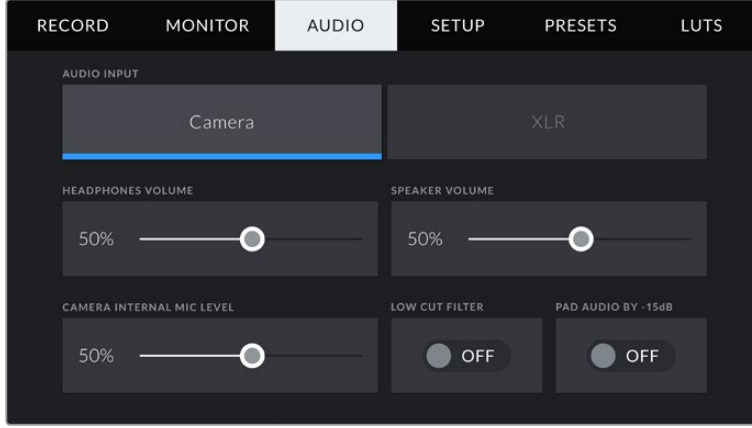 RECORD MONITOR AUDIO SETUP PRESETS LUTS
AUDIO INPUT
Camera XLR
HEADPHONES VOLUME SPEAKER VOLUME
50% 50%
CAMERA INTERNAL MIC LEVEL LOW CUT FILTER PAD AUDIO BY -15dB
50% OFF OFF